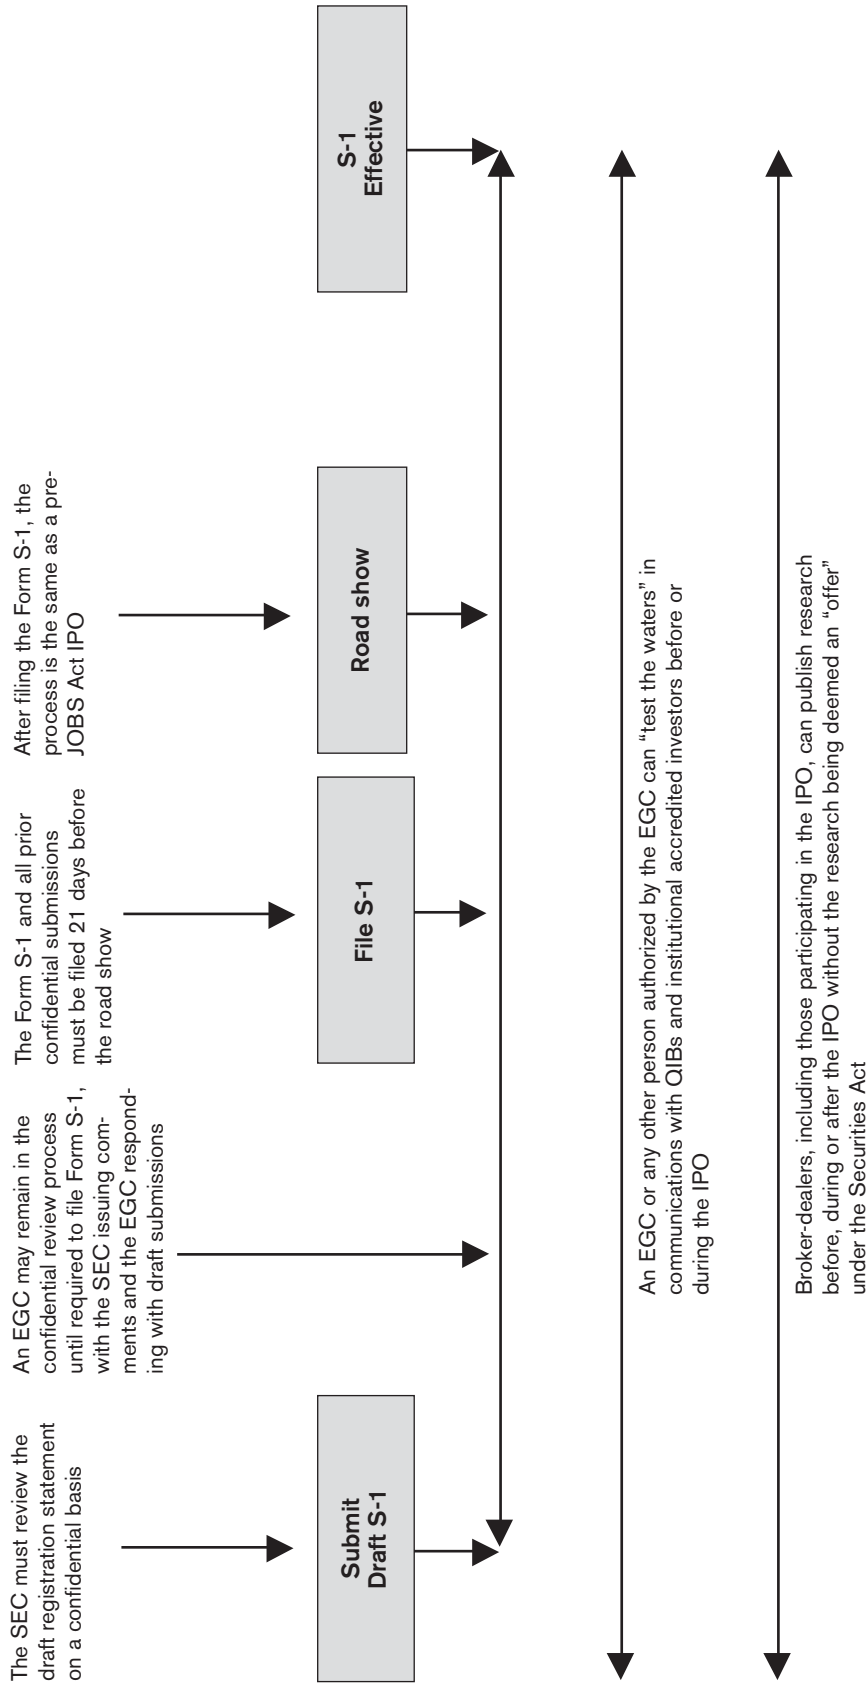 The SEC must review the
draft registration statement
on a confidential basis
An EGC may remain in the
confidential review process
until required to file Form S-1,
with the SEC issuing com-
ments and the EGC respond-
ing with draft submissions
The Form S-1 and all prior
confidential submissions
must be filed 21 days before
the road show
After filing the Form S-1, the
process is the same as a pre-
JOBS Act IPO
Submit
Draft S-1
File S-1
Road show
S-1
Effective
An EGC or any other person authorized by the EGC can “test the waters” in
communications with QIBs and institutional accredited investors before or
during the IPO
Broker-dealers, including those participating in the IPO, can publish research
before, during or after the IPO without the research being deemed an “offer”
under the Securities Act